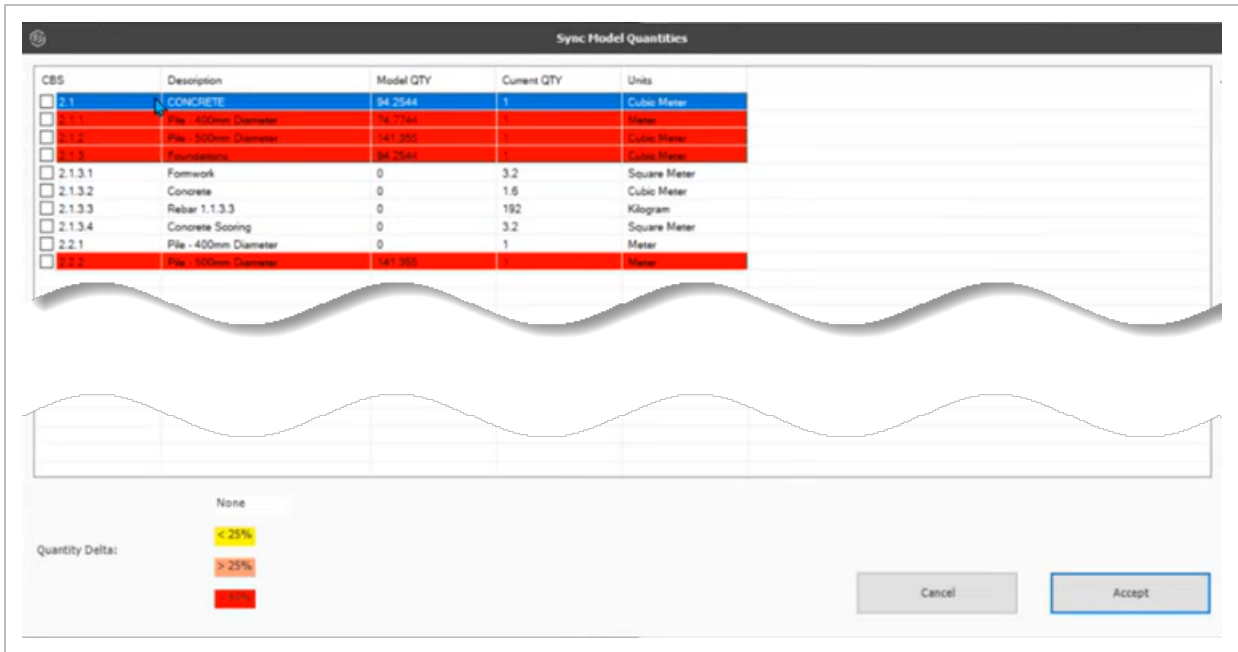 Sync Model Quantities
CBS Description Model QTY Current QTY Units
2.1 CONCRETE 94.2544 1 Cubic Meter
2.1.1 Pile - 400mm Diameter 74.7744 1 Meter
2.1.2 Pile - 500mm Diameter 141.355 1 Cubic Meter
2.1.3 Foundations 94.2544 1 Cubic Meter
2.1.3.1 Formwork 0 3.2 Square Meter
2.1.3.2 Concrete 0 1.6 Cubic Meter
2.1.3.3 Rebar 1.1.3.3 0 192 Kilogram
2.1.3.4 Concrete Scoring 0 3.2 Square Meter
2.2.1 Pile - 400mm Diameter 0 1 Meter
2.2.2 Pile - 500mm Diameter 141.355 1 Meter
None
< 25%
Quantity Delta:
> 25%
> 50%
Cancel Accept